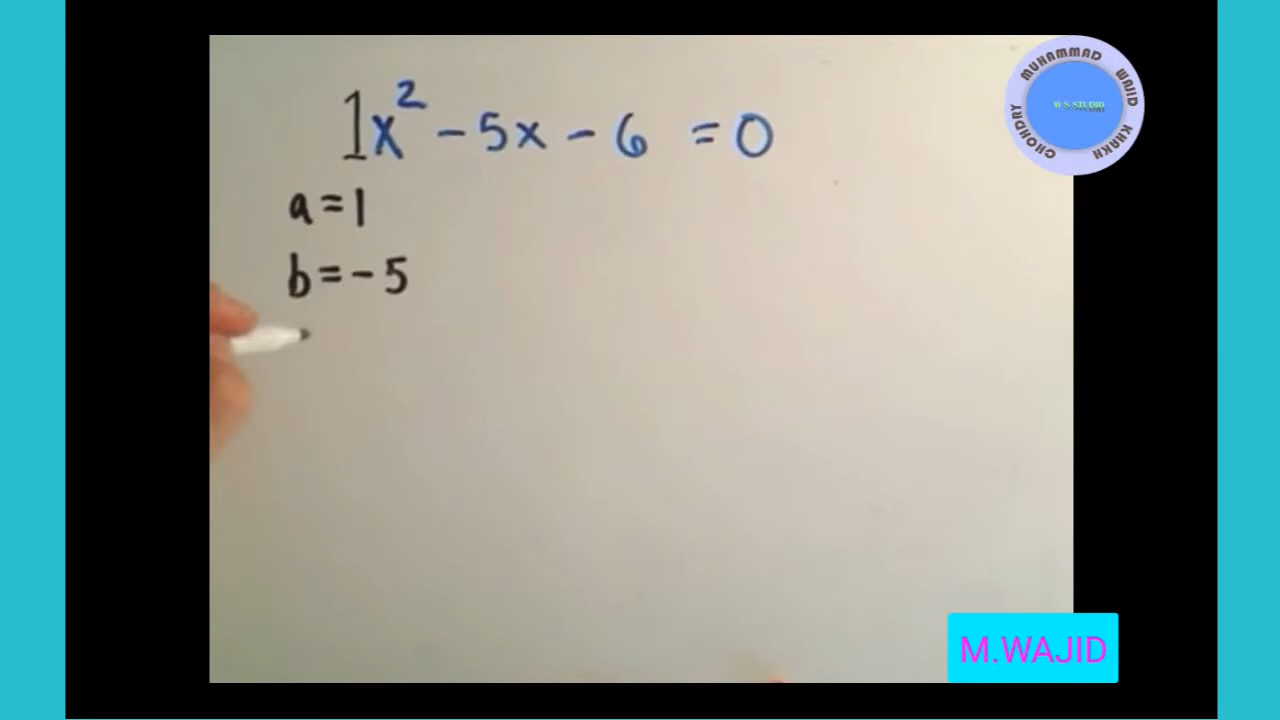 1x² - 5x - 6 = 0
a = 1
b = - 5
MUHAMMAD WAJID KHAKH CHOHDRY
W S STUDIO
M.WAJID